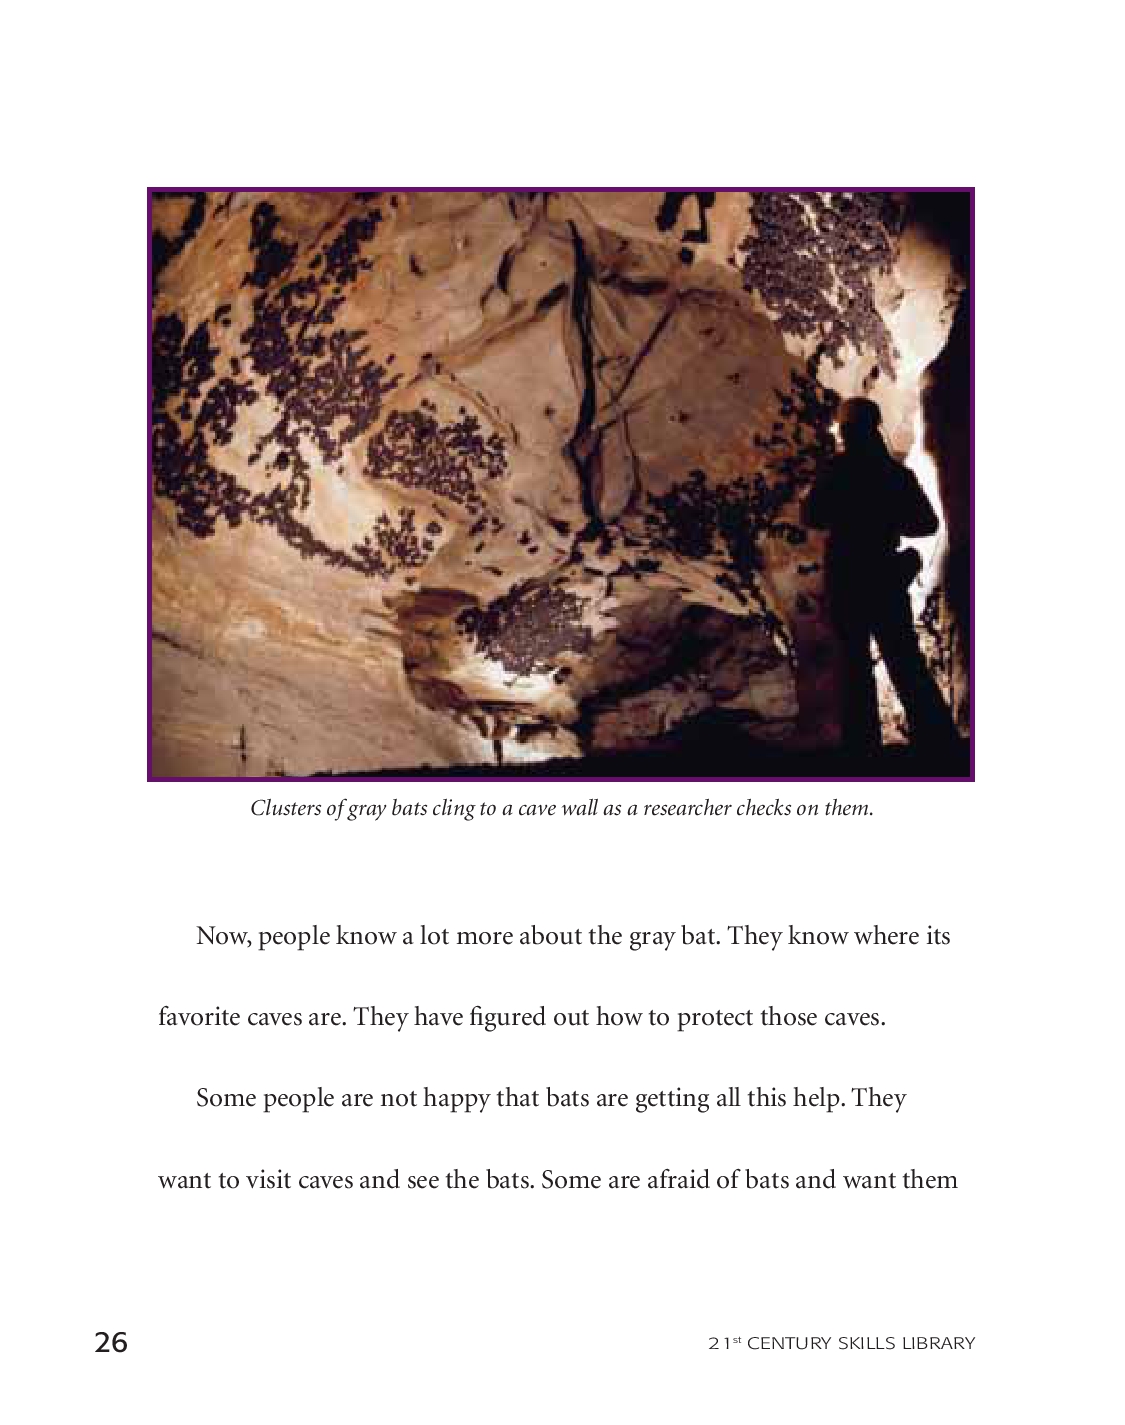 Clusters of gray bats cling to a cave wall as a researcher checks on them.
Now, people know a lot more about the gray bat. They know where its
favorite caves are. They have figured out how to protect those caves.
Some people are not happy that bats are getting all this help. They
want to visit caves and see the bats. Some are afraid of bats and want them
26
21st CENTURY SKILLS LIBRARY